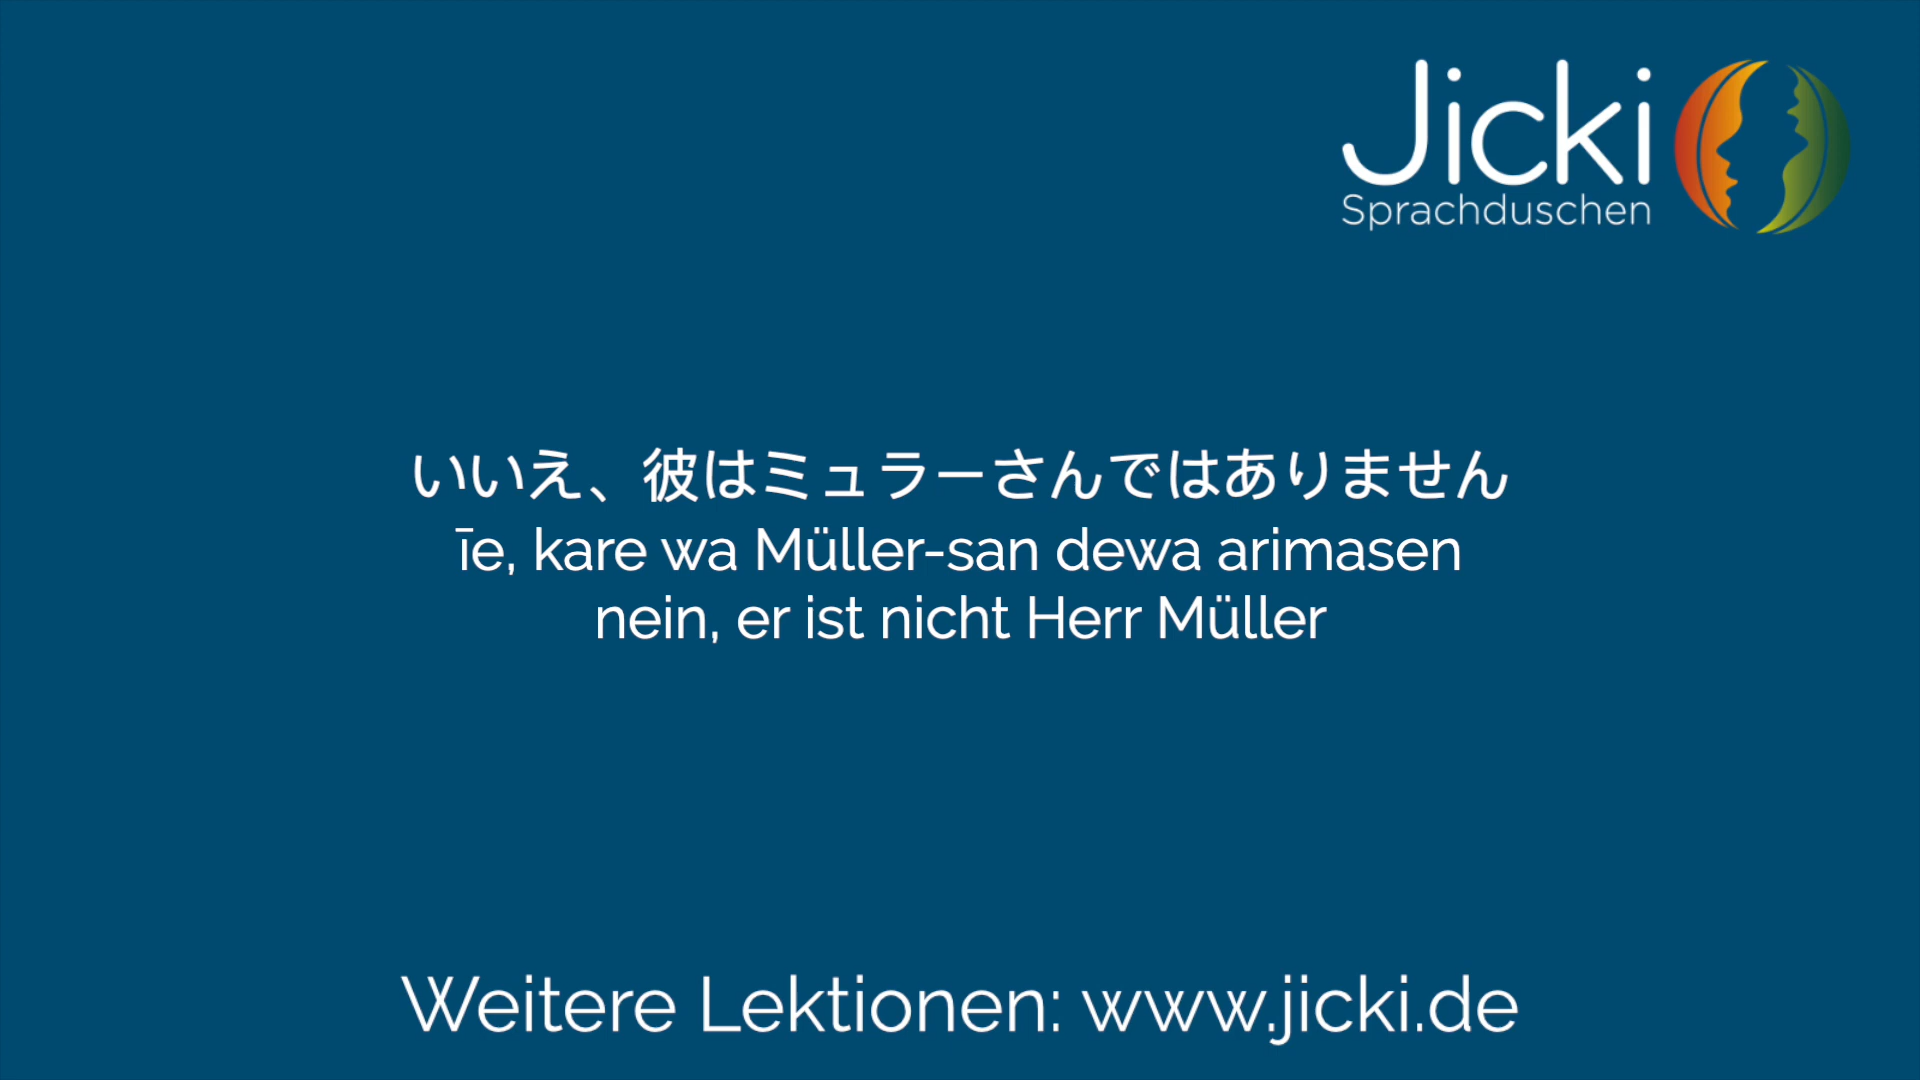 Jicki
Sprachduschen
いいえ、彼はミュラーさんではありません
īe, kare wa Müller-san dewa arimasen
nein, er ist nicht Herr Müller
Weitere Lektionen: www.jicki.de